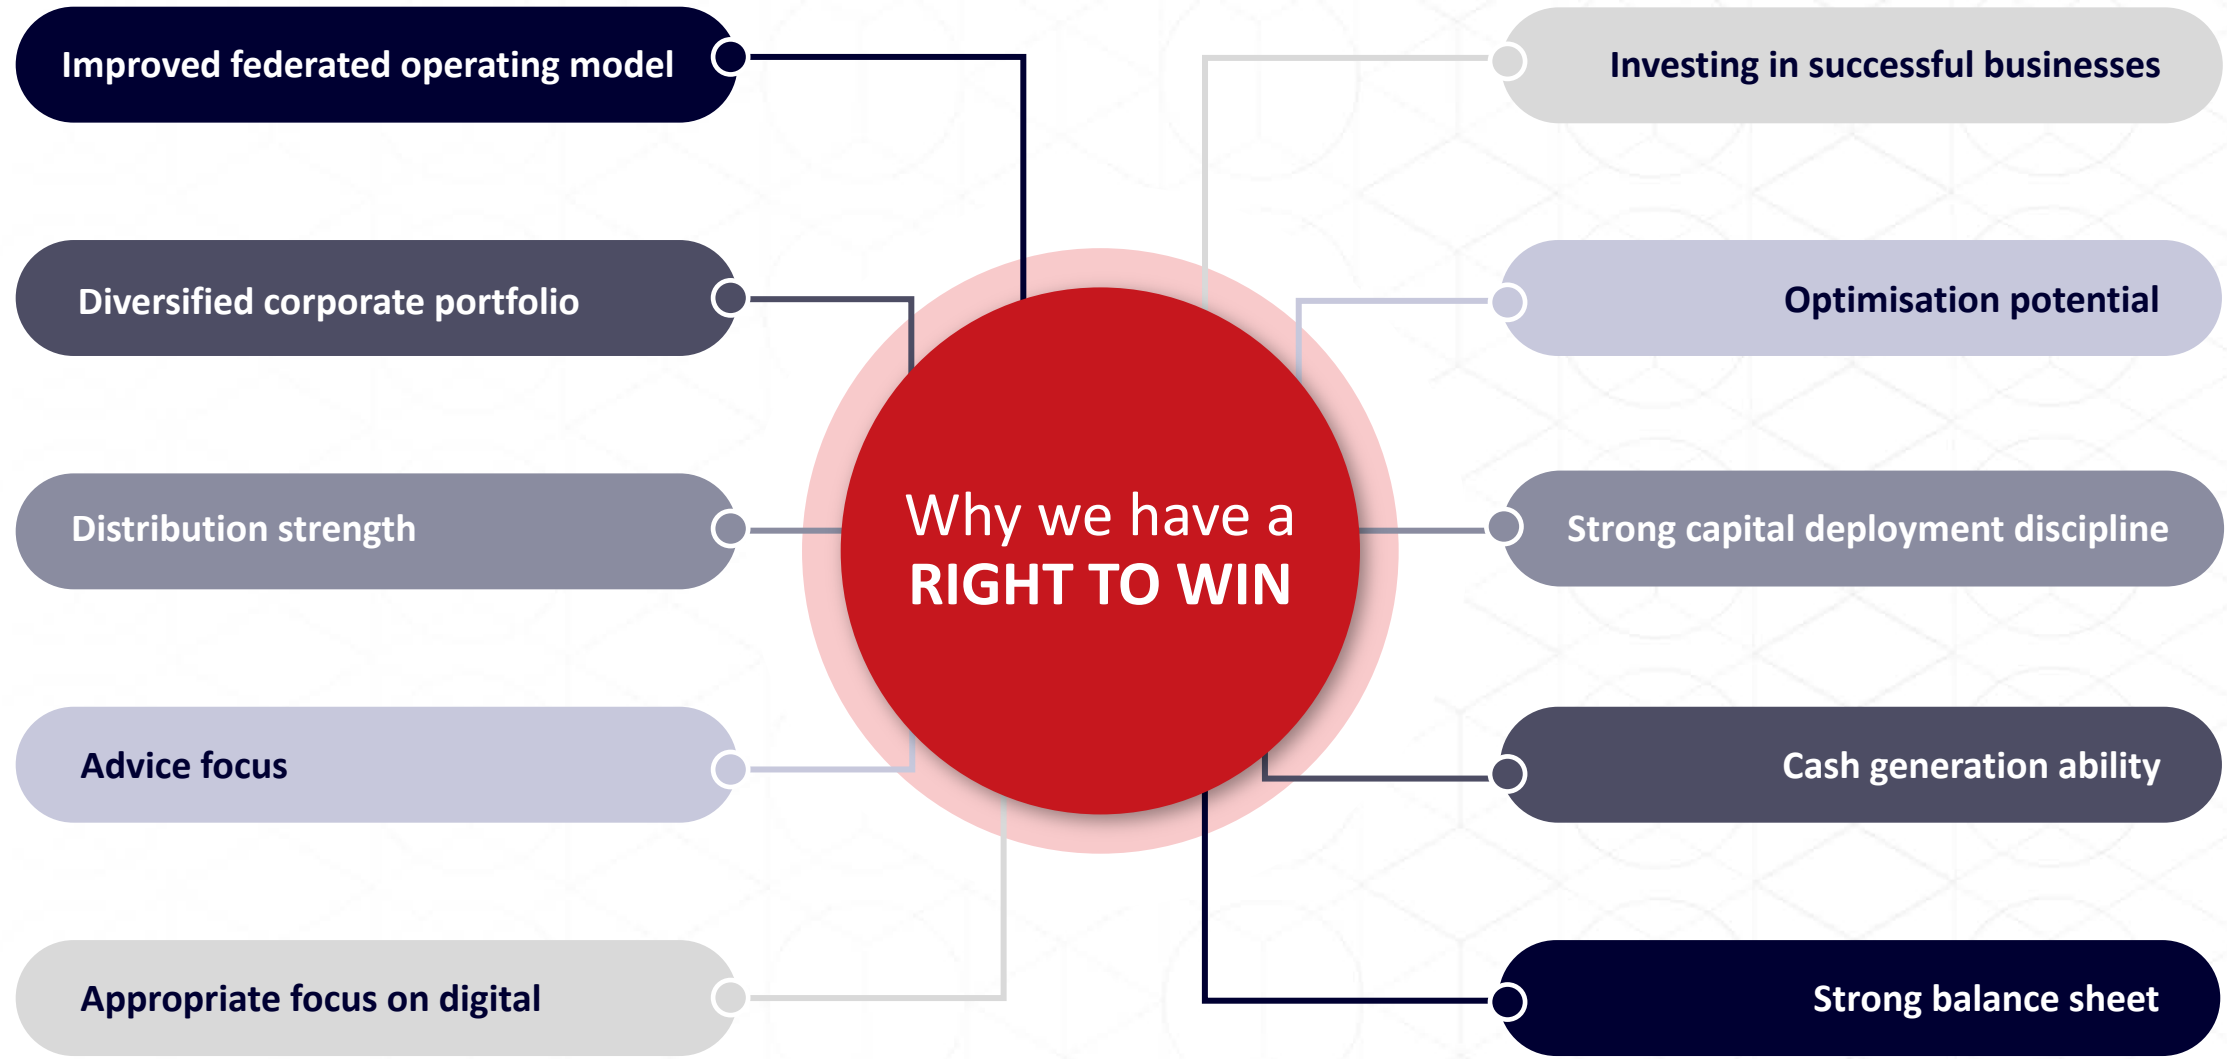 Improved federated operating model
Diversified corporate portfolio
Distribution strength
Advice focus
Appropriate focus on digital
Why we have a
RIGHT TO WIN
Investing in successful businesses
Optimisation potential
Strong capital deployment discipline
Cash generation ability
Strong balance sheet